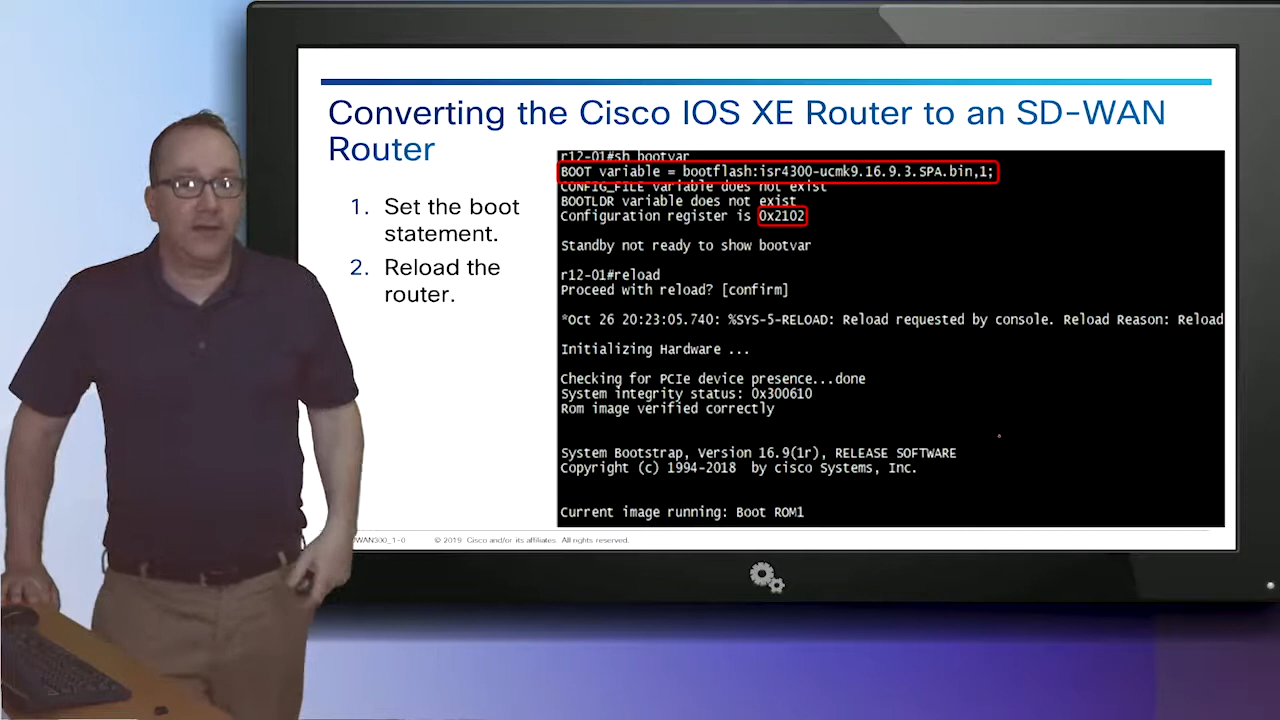 Converting the Cisco IOS XE Router to an SD-WAN
Router
1. Set the boot
statement.
2. Reload the
router.
r12-01#sh bootvar
BOOT variable = bootflash:isr4300-ucmk9.16.9.3.SPA.bin,1;
CONFIG_FILE variable does not exist
BOOTLDR variable does not exist
Configuration register is 0x2102
Standby not ready to show bootvar
r12-01#reload
Proceed with reload? [confirm]
*Oct 26 20:23:05.740: %SYS-5-RELOAD: Reload requested by console. Reload Reason: Reload
Initializing Hardware ...
Checking for PCIe device presence...done
System integrity status: 0x300610
Rom image verified correctly
System Bootstrap, Version 16.9(1r), RELEASE SOFTWARE
Copyright (c) 1994-2018 by cisco Systems, Inc.
Current image running: Boot ROM1
WAN300_1-0 © 2019 Cisco and/or its affiliates. All rights reserved.